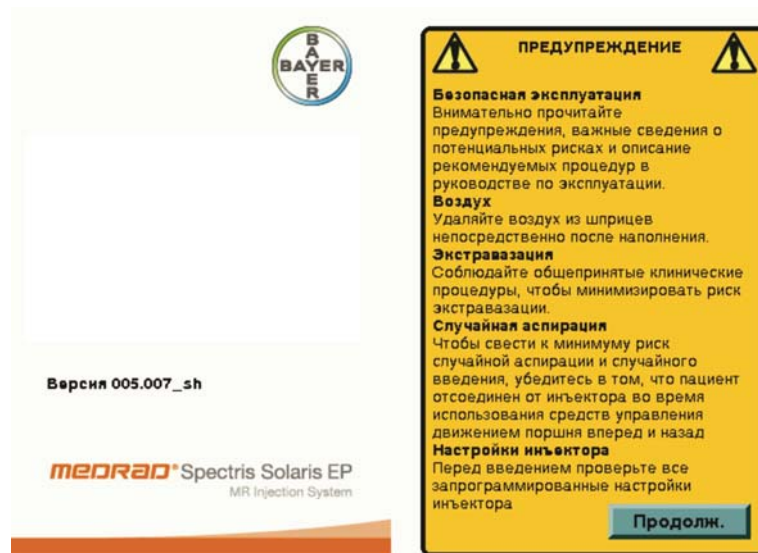 BAYER
BAYER
Версия 005.007_sh
MEDRAD® Spectris Solaris EP
MR Injection System
ПРЕДУПРЕЖДЕНИЕ
Безопасная эксплуатация
Внимательно прочитайте
предупреждения, важные сведения о
потенциальных рисках и описание
рекомендуемых процедур в
руководстве по эксплуатации.
Воздух
Удаляйте воздух из шприцев
непосредственно после наполнения.
Экстравазация
Соблюдайте общепринятые клинические
процедуры, чтобы минимизировать риск
экстравазации.
Случайная аспирация
Чтобы свести к минимуму риск
случайной аспирации и случайного
введения, убедитесь в том, что пациент
отсоединен от инъектора во время
использования средств управления
движением поршня вперед и назад
Настройки инъектора
Перед введением проверьте все
запрограммированные настройки
инъектора
Продолж.